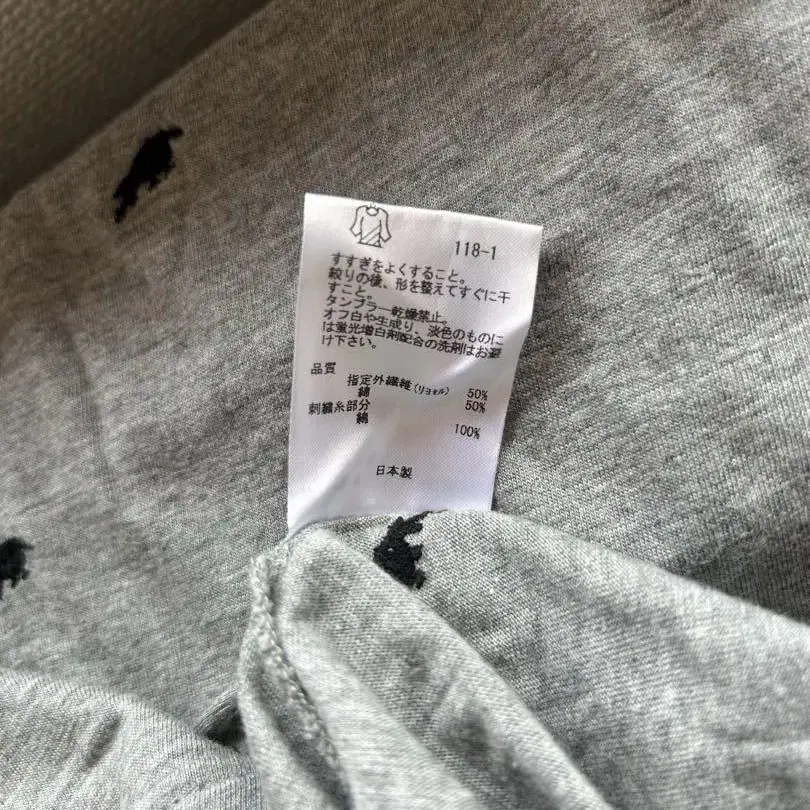 118-1
すすぎをよくすること。
絞りの後、形を整えてすぐに干
すこと。
タンブラー乾燥禁止。
オフ白や生成り、淡色のものに
は蛍光増白剤配合の洗剤はお避
け下さい。
品質
指定外繊維(リヨセル) 50%
綿 50%
刺繍糸部分
綿 100%
日本製